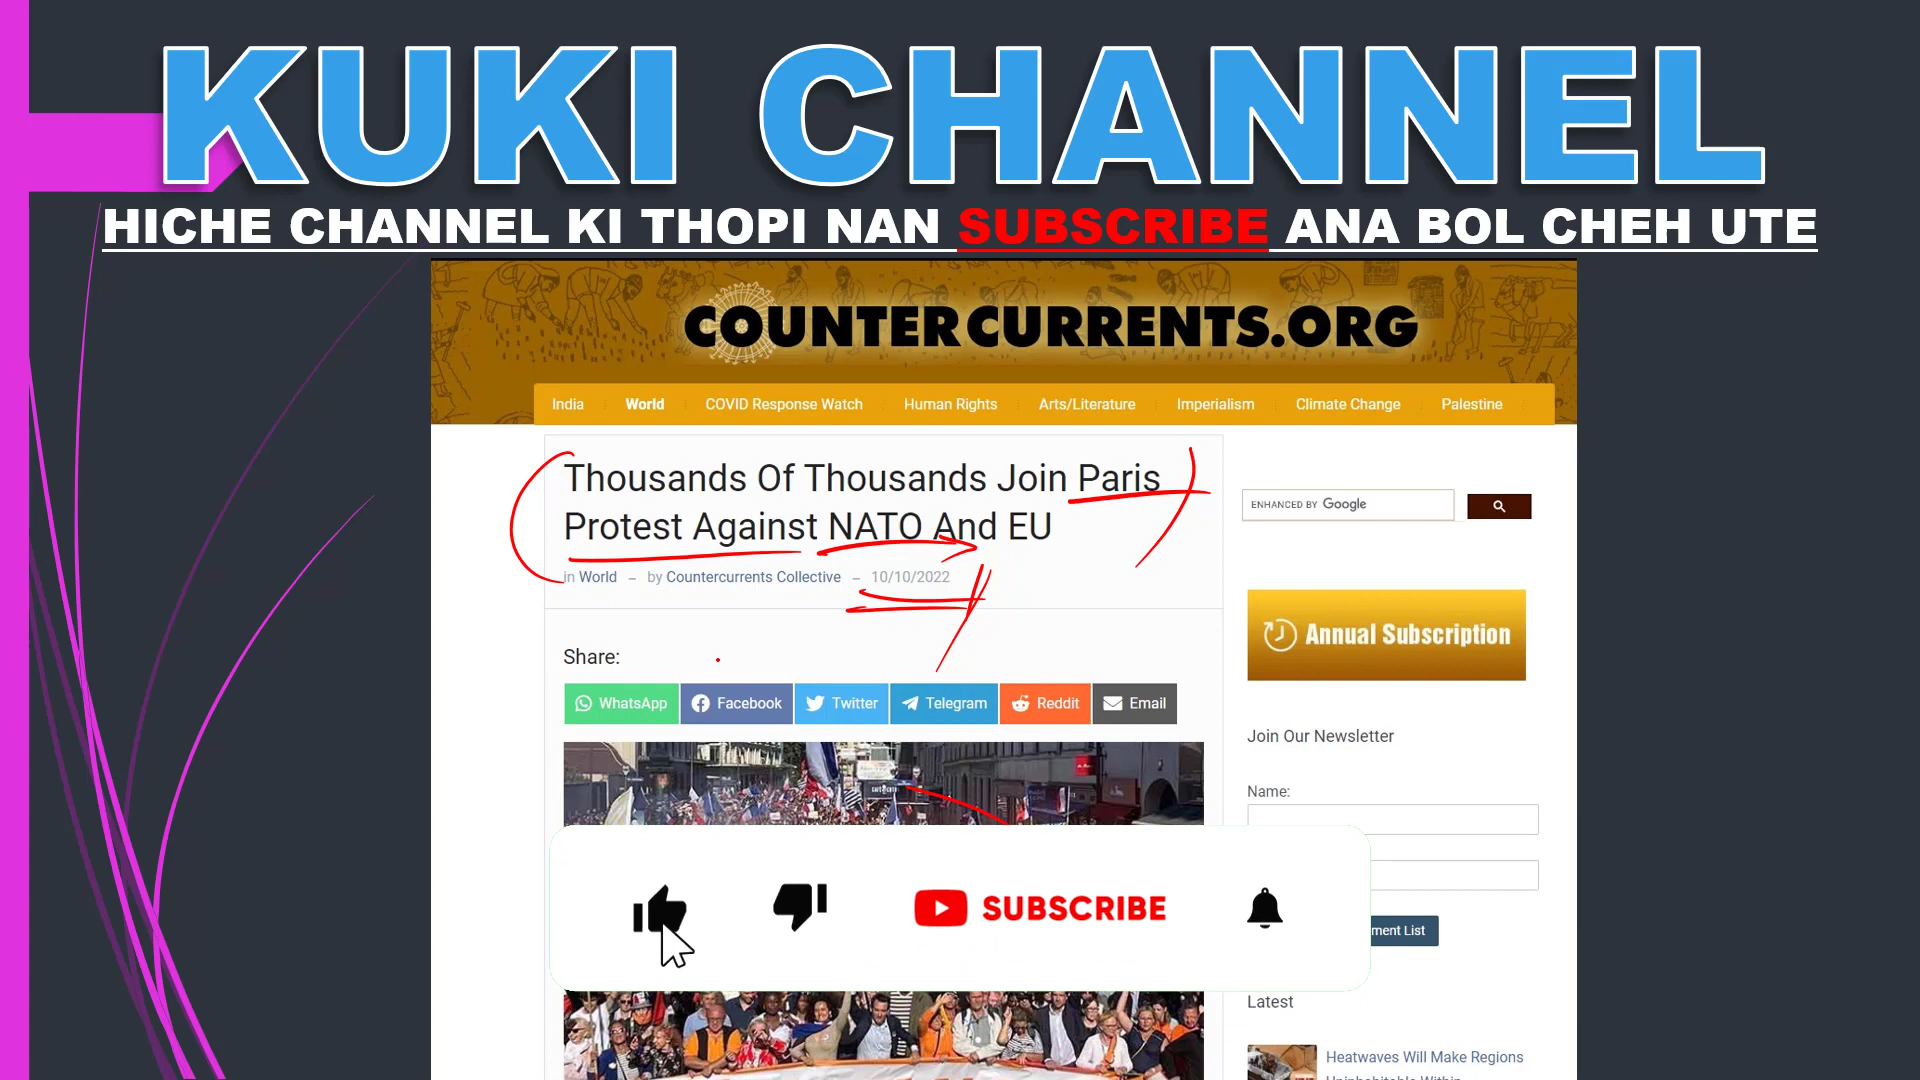 KUKI CHANNEL
HICHE CHANNEL KI THOPI NAN SUBSCRIBE ANA BOL CHEH UTE
COUNTERCURRENTS.ORG
India World COVID Response Watch Human Rights Arts/Literature Imperialism Climate Change Palestine
Thousands Of Thousands Join Paris
Protest Against NATO And EU
in World – by Countercurrents Collective – 10/10/2022
Share:
WhatsApp Facebook Twitter Telegram Reddit Email
ENHANCED BY Google
Annual Subscription
Join Our Newsletter
Name:
SUBSCRIBE
ment List
Latest
Heatwaves Will Make Regions
Uninhabitable Within